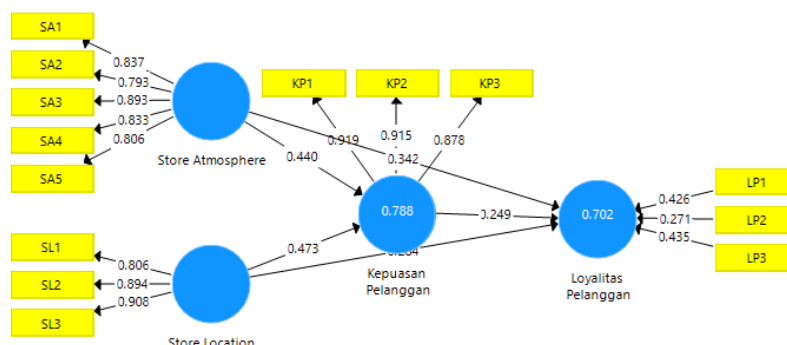 SA1
SA2
SA3
SA4
SA5
0.837
0.793
0.893
0.833
0.806
Store Atmosphere
KP1
KP2
KP3
0.919
0.915
0.878
0.440
0.342
0.788
Kepuasan
Pelanggan
0.473
0.249
0.702
Loyalitas
Pelanggan
0.426
0.271
0.435
LP1
LP2
LP3
SL1
SL2
SL3
0.806
0.894
0.908
Store Location